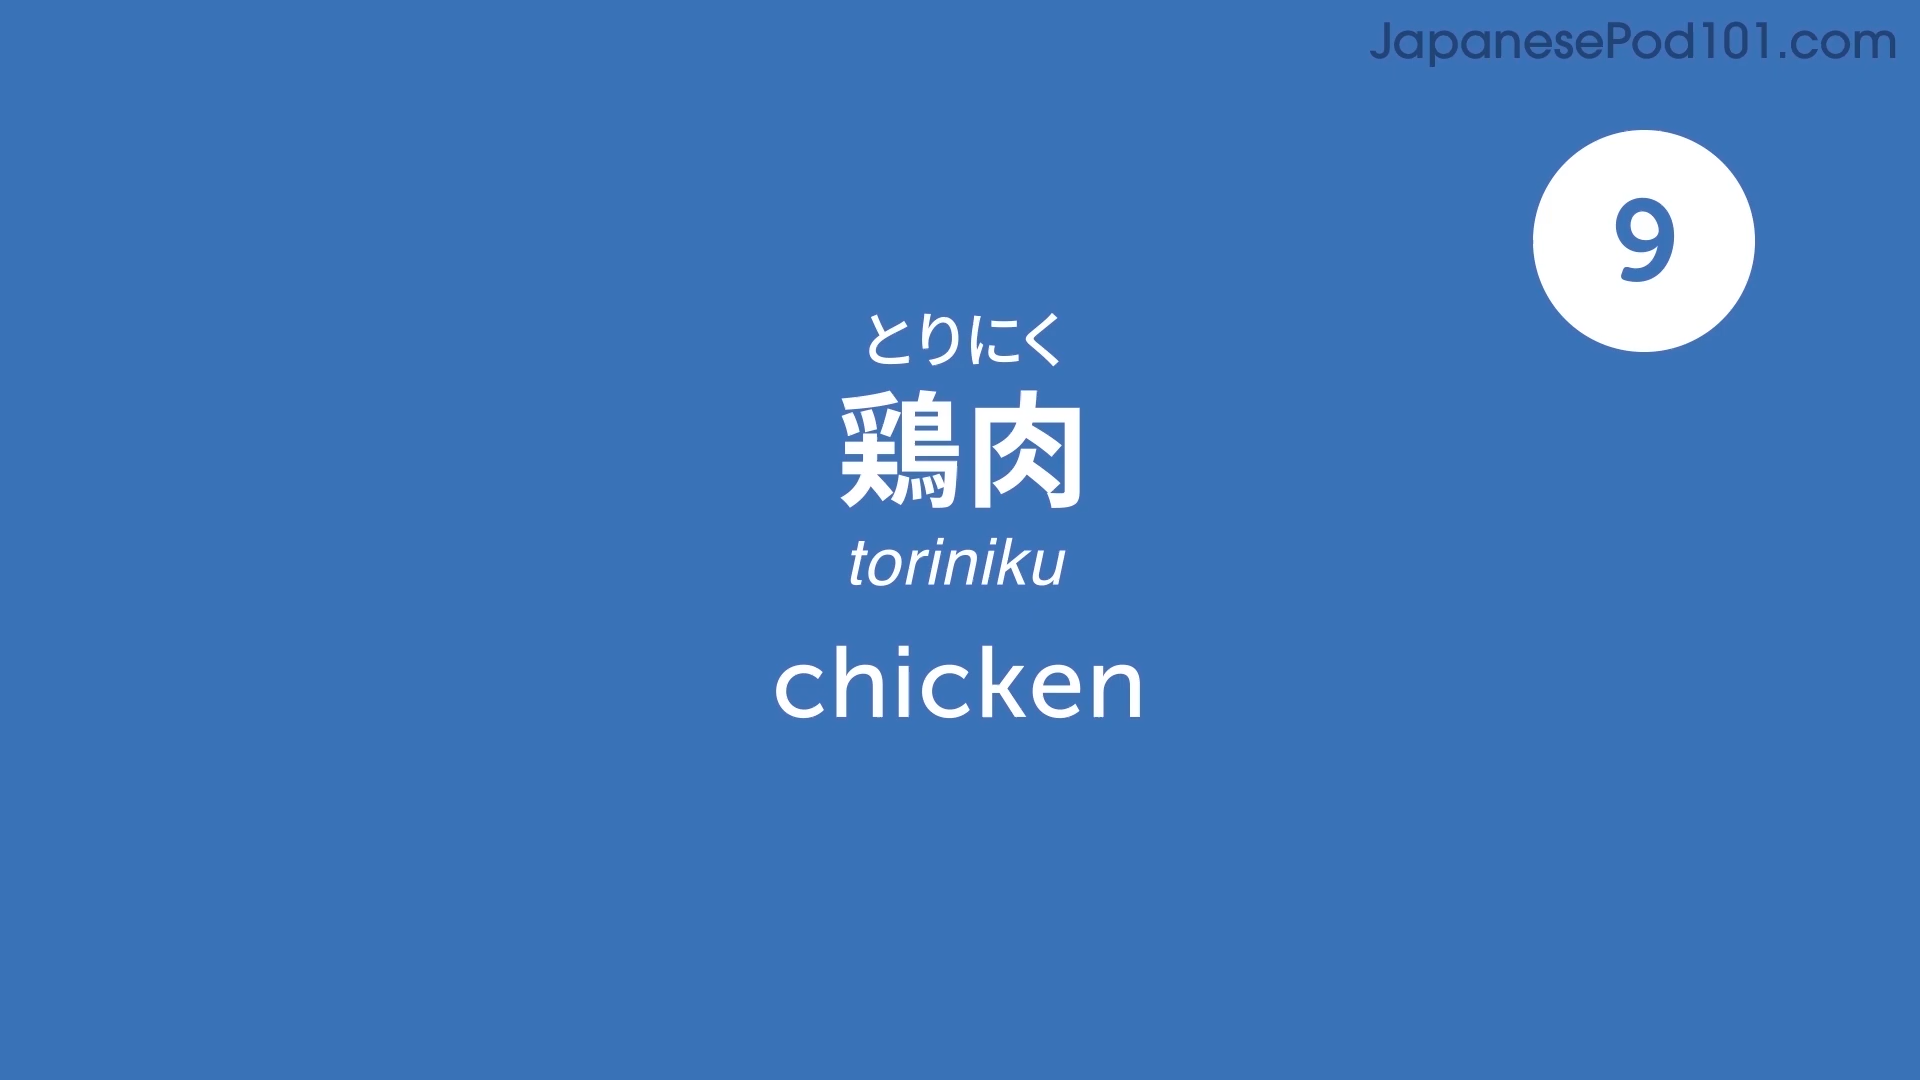 JapanesePod101.com
9
とりにく
鶏肉
toriniku
chicken